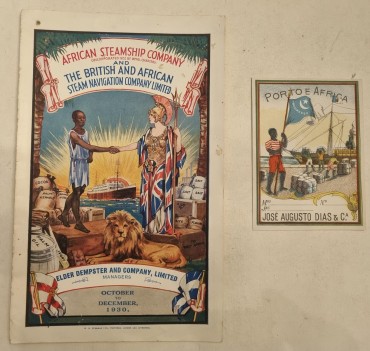 AFRICAN STEAMSHIP COMPANY
AND
THE BRITISH AND AFRICAN
STEAM NAVIGATION COMPANY LIMITED
ELDER DEMPSTER AND COMPANY, LIMITED
MANAGERS
OCTOBER
TO
DECEMBER,
1930.
PORTO E AFRICA
JOSÉ AUGUSTO DIAS & Cª